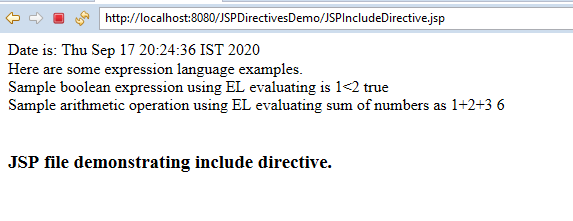 http://localhost:8080/JSPDirectivesDemo/JSPIncludeDirective.jsp
Date is: Thu Sep 17 20:24:36 IST 2020
Here are some expression language examples.
Sample boolean expression using EL evaluating is 1<2 true
Sample arithmetic operation using EL evaluating sum of numbers as 1+2+3 6
JSP file demonstrating include directive.